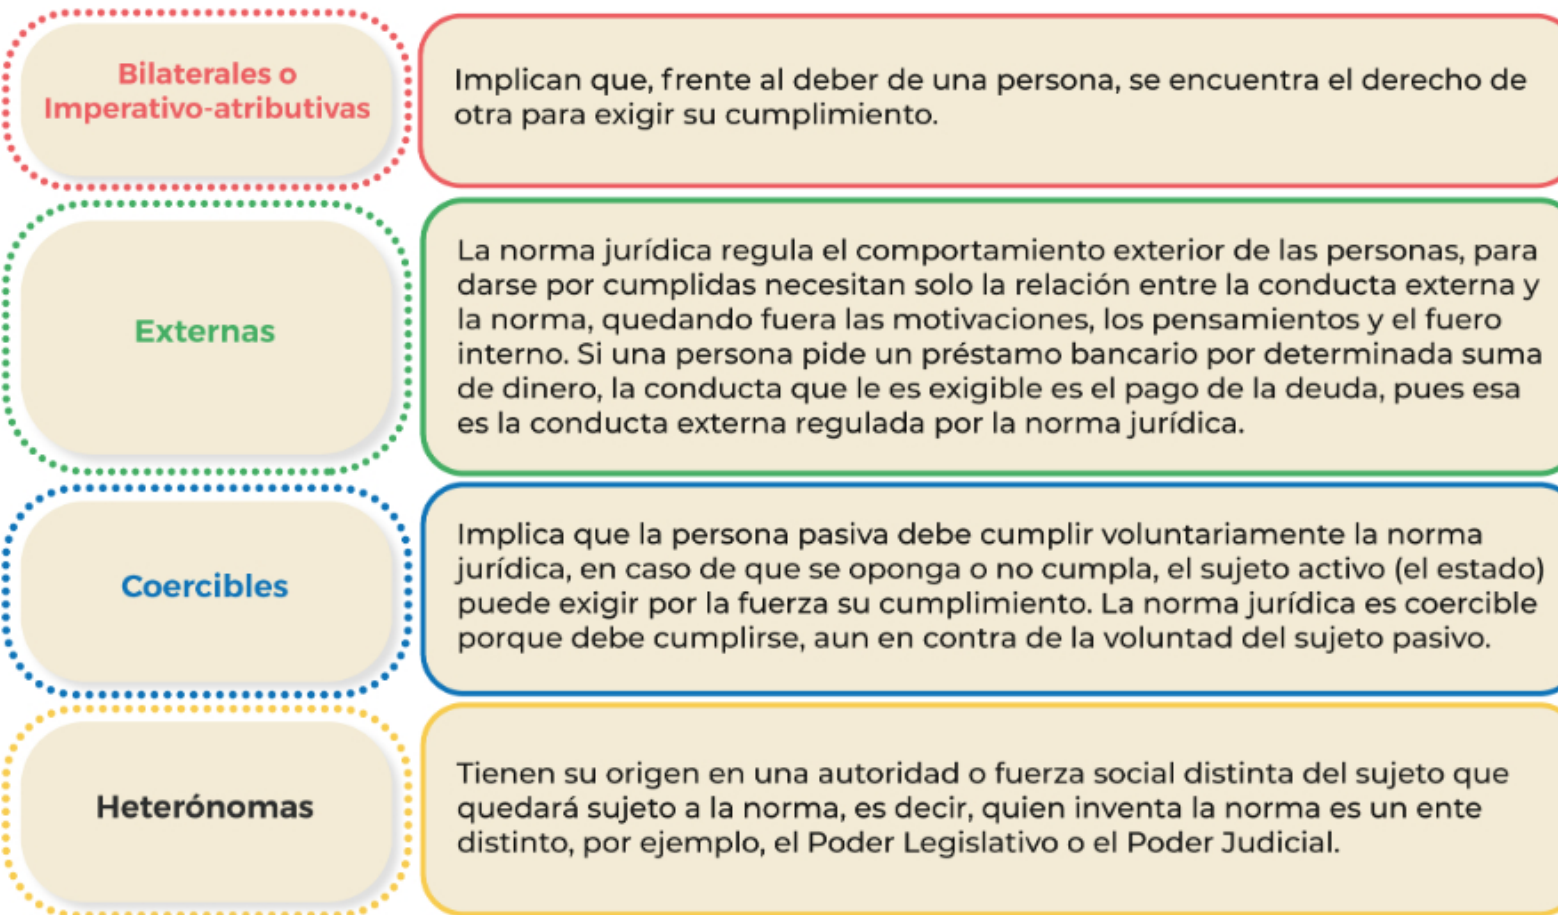 Bilaterales o
Imperativo-atributivas
Implican que, frente al deber de una persona, se encuentra el derecho de
otra para exigir su cumplimiento.
Externas
La norma jurídica regula el comportamiento exterior de las personas, para
darse por cumplidas necesitan solo la relación entre la conducta externa y
la norma, quedando fuera las motivaciones, los pensamientos y el fuero
interno. Si una persona pide un préstamo bancario por determinada suma
de dinero, la conducta que le es exigible es el pago de la deuda, pues esa
es la conducta externa regulada por la norma jurídica.
Coercibles
Implica que la persona pasiva debe cumplir voluntariamente la norma
jurídica, en caso de que se oponga o no cumpla, el sujeto activo (el estado)
puede exigir por la fuerza su cumplimiento. La norma jurídica es coercible
porque debe cumplirse, aun en contra de la voluntad del sujeto pasivo.
Heterónomas
Tienen su origen en una autoridad o fuerza social distinta del sujeto que
quedará sujeto a la norma, es decir, quien inventa la norma es un ente
distinto, por ejemplo, el Poder Legislativo o el Poder Judicial.